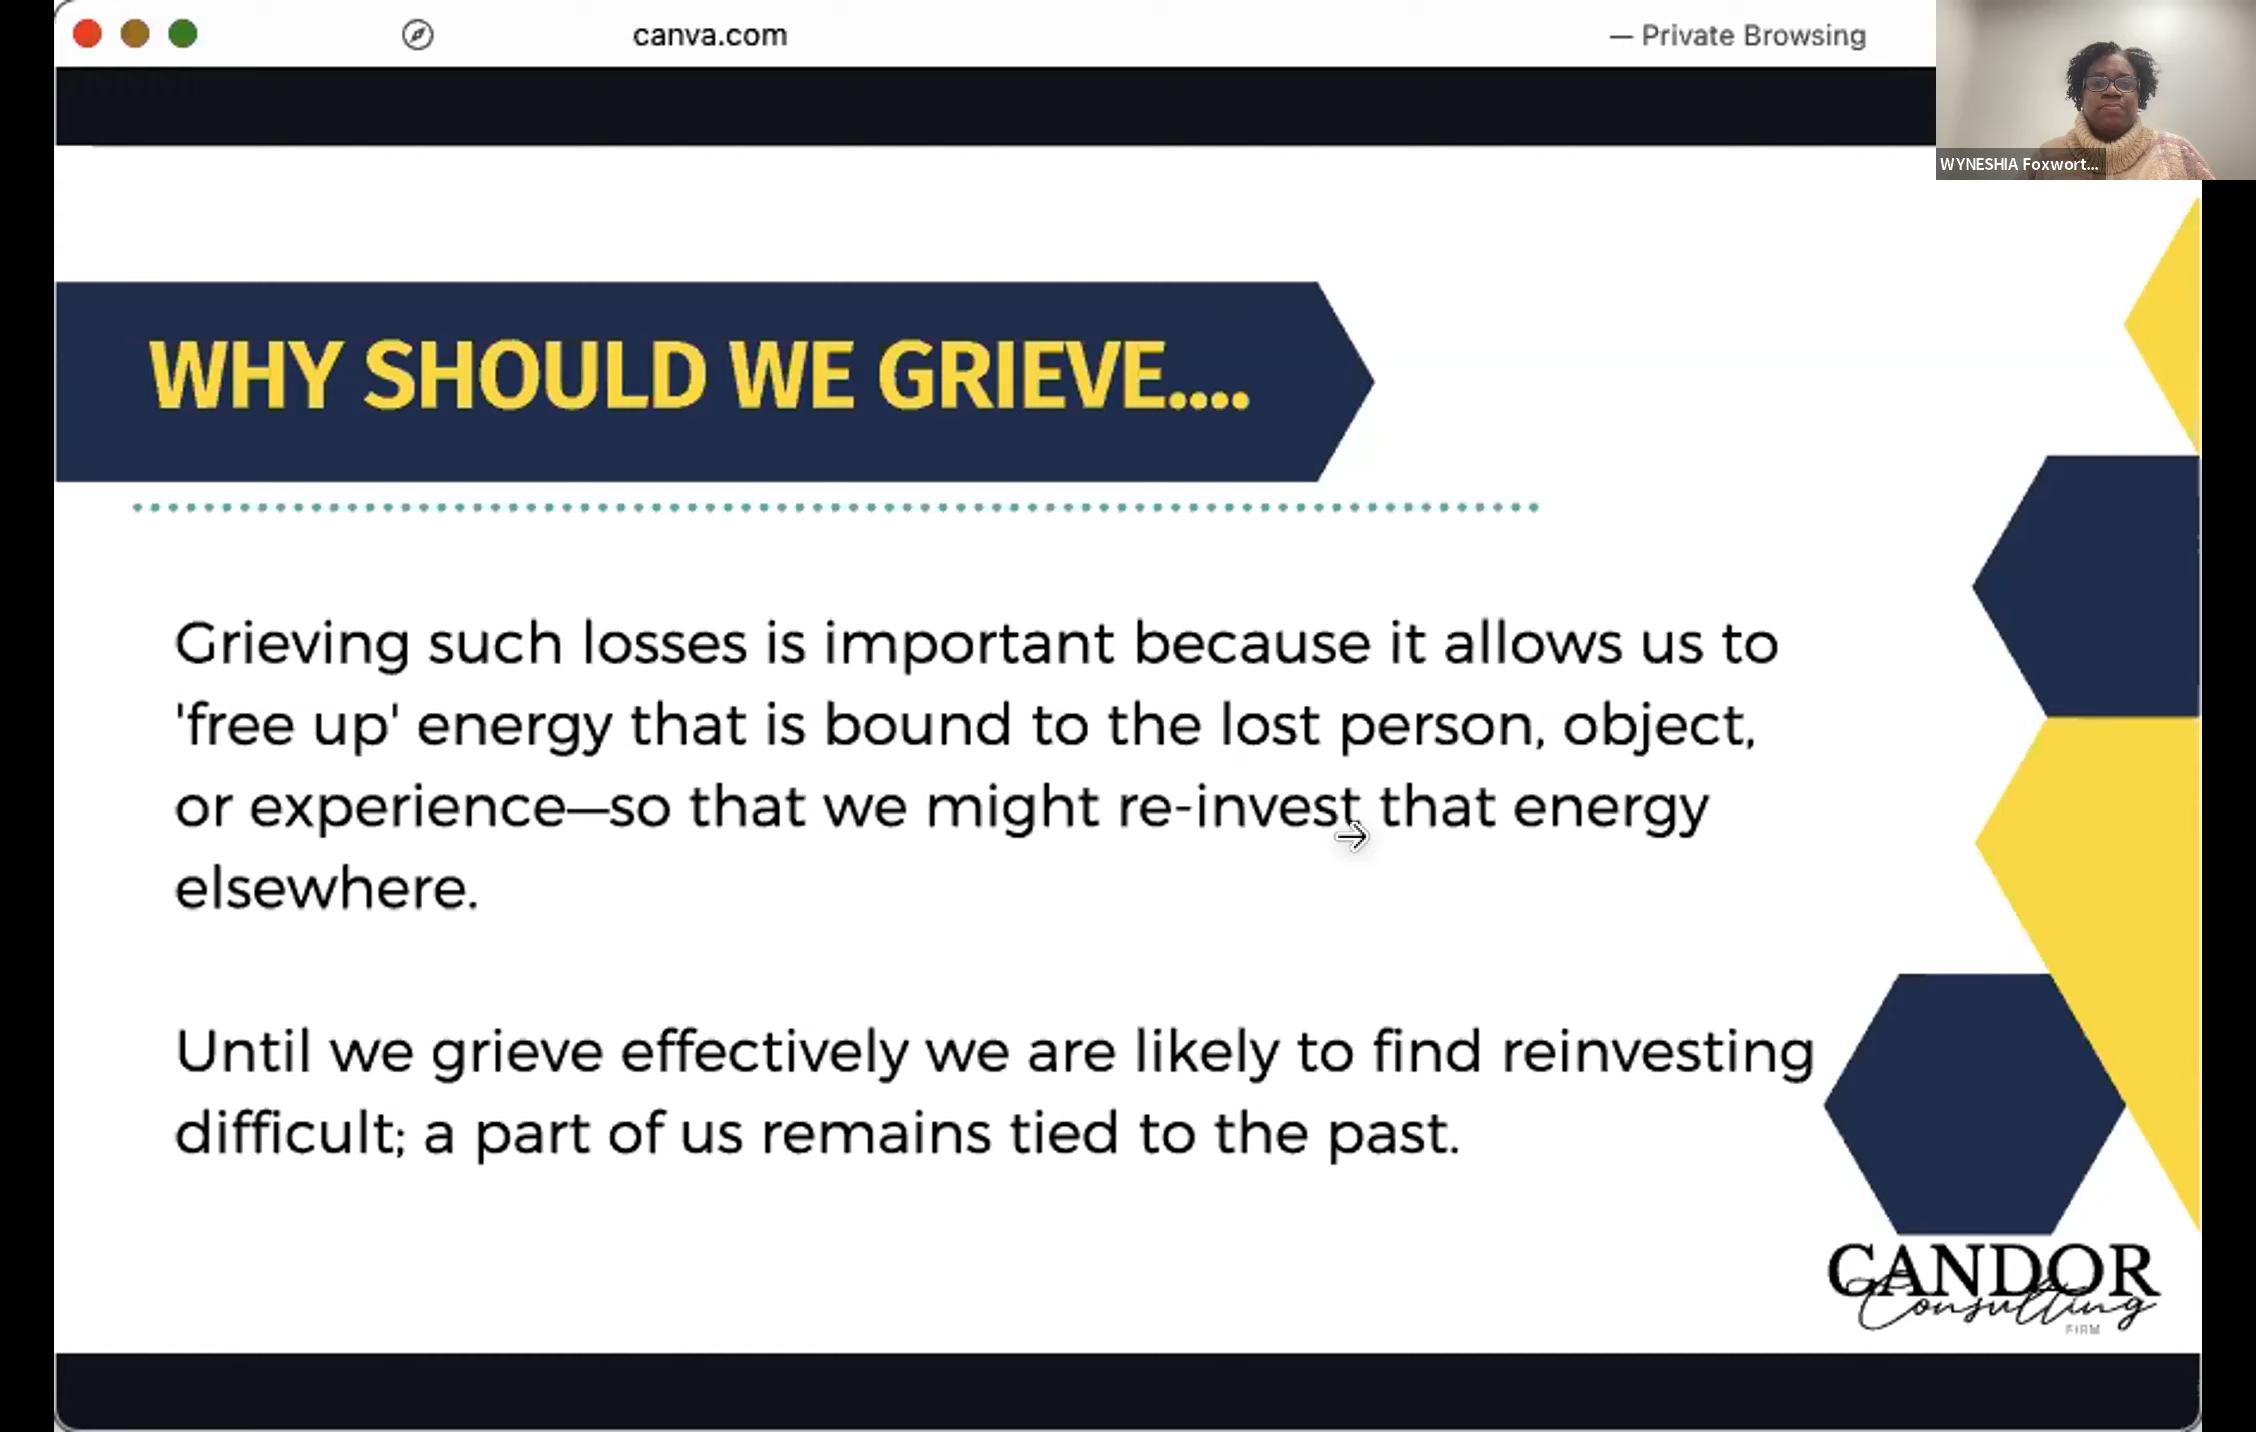 canva.com
— Private Browsing
WYNESHIA Foxwort...
WHY SHOULD WE GRIEVE....
Grieving such losses is important because it allows us to
'free up' energy that is bound to the lost person, object,
or experience—so that we might re-invest that energy
elsewhere.
Until we grieve effectively we are likely to find reinvesting
difficult; a part of us remains tied to the past.
CANDOR
Consulting
FIRM